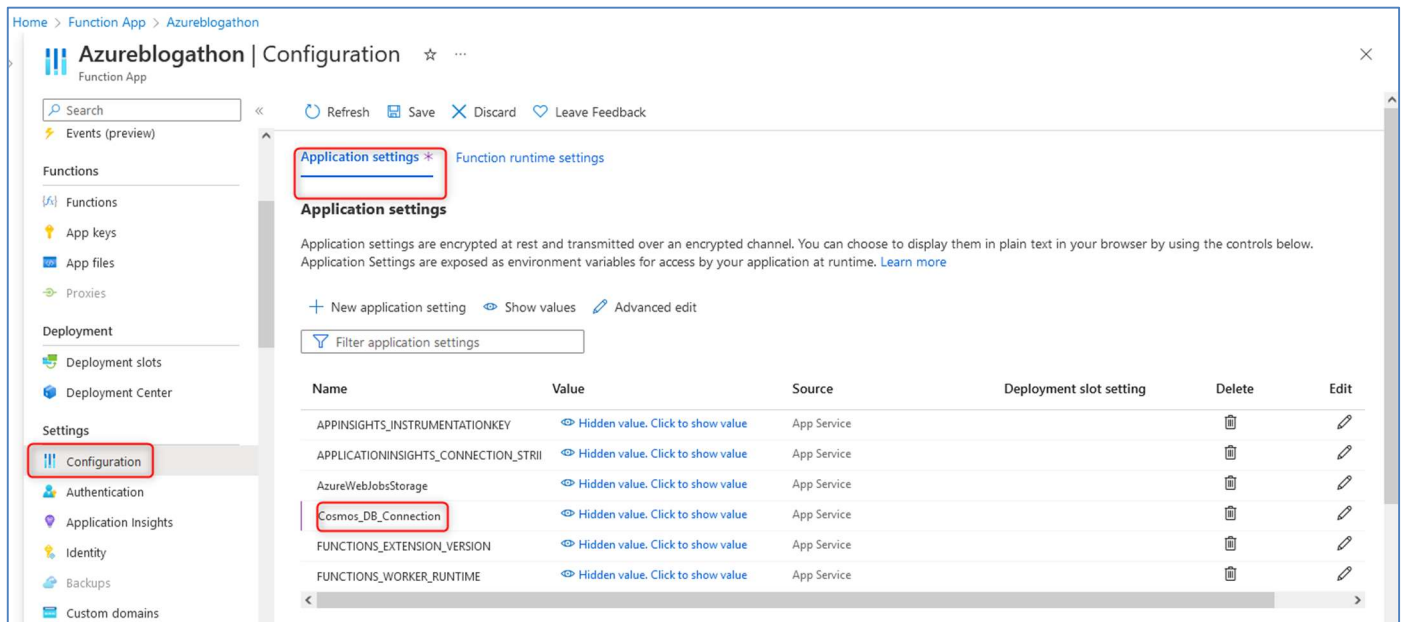 Home > Function App > Azureblogathon
Azureblogathon | Configuration
Function App
Search
Refresh Save Discard Leave Feedback
Events (preview)
Application settings * Function runtime settings
Functions
Functions
App keys
App files
Proxies
Deployment
Deployment slots
Deployment Center
Settings
Configuration
Authentication
Application Insights
Identity
Backups
Custom domains
Application settings
Application settings are encrypted at rest and transmitted over an encrypted channel. You can choose to display them in plain text in your browser by using the controls below.
Application Settings are exposed as environment variables for access by your application at runtime. Learn more
New application setting Show values Advanced edit
Filter application settings
Name Value Source Deployment slot setting Delete Edit
APPINSIGHTS_INSTRUMENTATIONKEY Hidden value. Click to show value App Service
APPLICATIONINSIGHTS_CONNECTION_STRII Hidden value. Click to show value App Service
AzureWebJobsStorage Hidden value. Click to show value App Service
Cosmos_DB_Connection Hidden value. Click to show value App Service
FUNCTIONS_EXTENSION_VERSION Hidden value. Click to show value App Service
FUNCTIONS_WORKER_RUNTIME Hidden value. Click to show value App Service